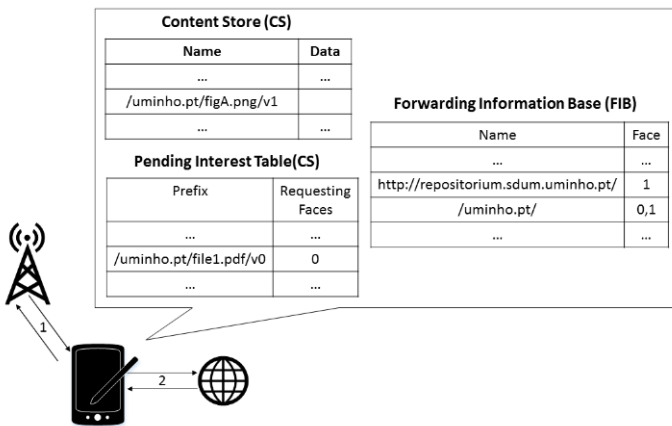 Content Store (CS)
Name Data
... ...
/uminho.pt/figA.png/v1
... ...
Pending Interest Table(CS)
Prefix Requesting
Faces
... ...
/uminho.pt/file1.pdf/v0 0
... ...
Forwarding Information Base (FIB)
Name Face
... ...
http://repositorium.sdum.uminho.pt/ 1
/uminho.pt/ 0,1
... ...
1
2